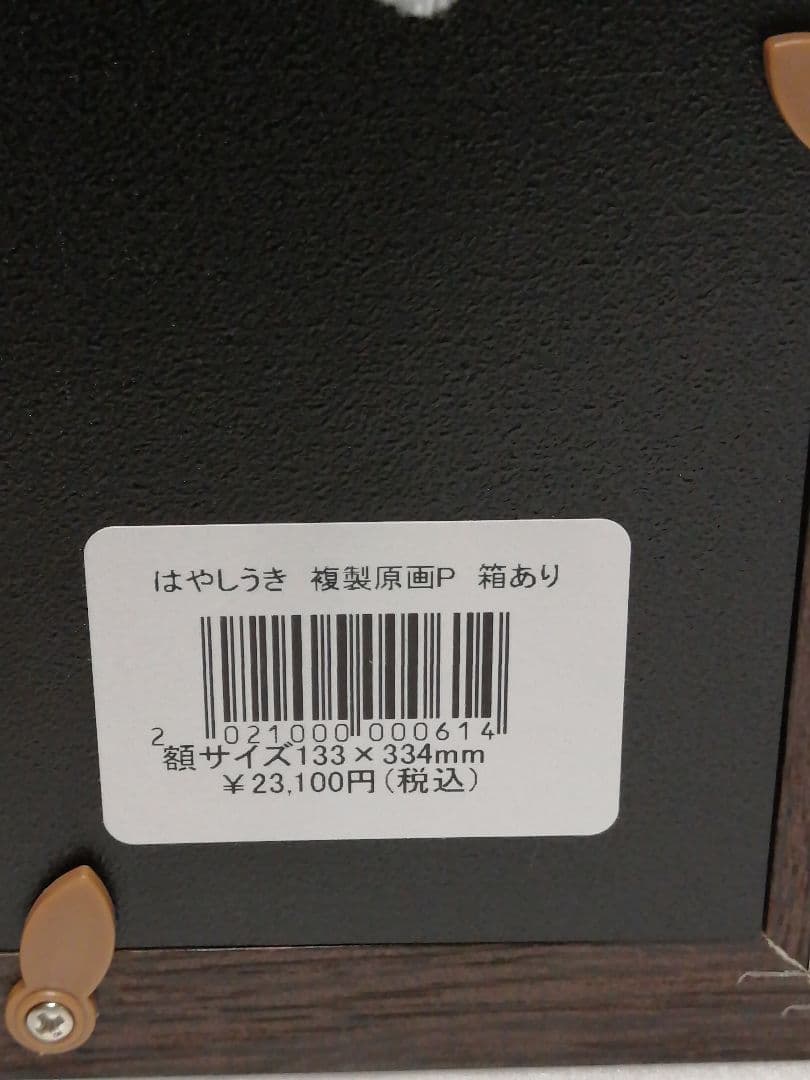 はやしうき 複製原画P 箱あり
2 021000 000614
額サイズ133×334mm
¥23,100円(税込)